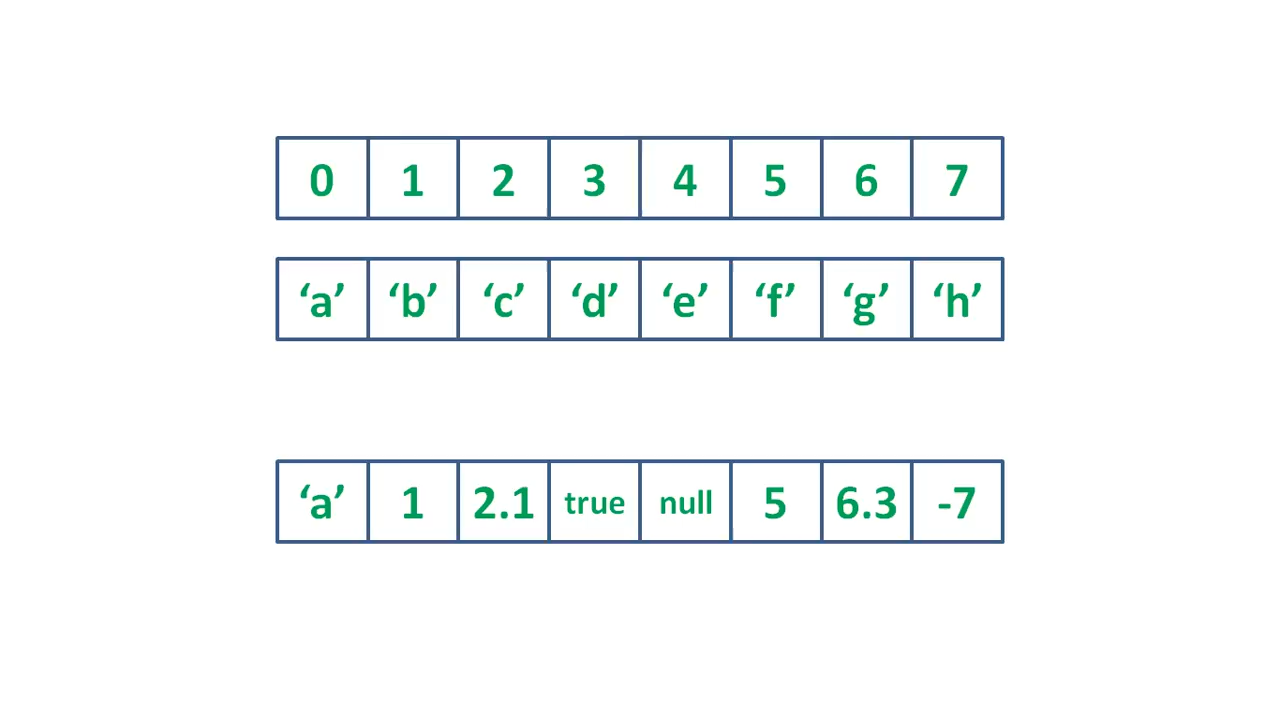 0 1 2 3 4 5 6 7
‘a’ ‘b’ ‘c’ ‘d’ ‘e’ ‘f’ ‘g’ ‘h’
‘a’ 1 2.1 true null 5 6.3 -7